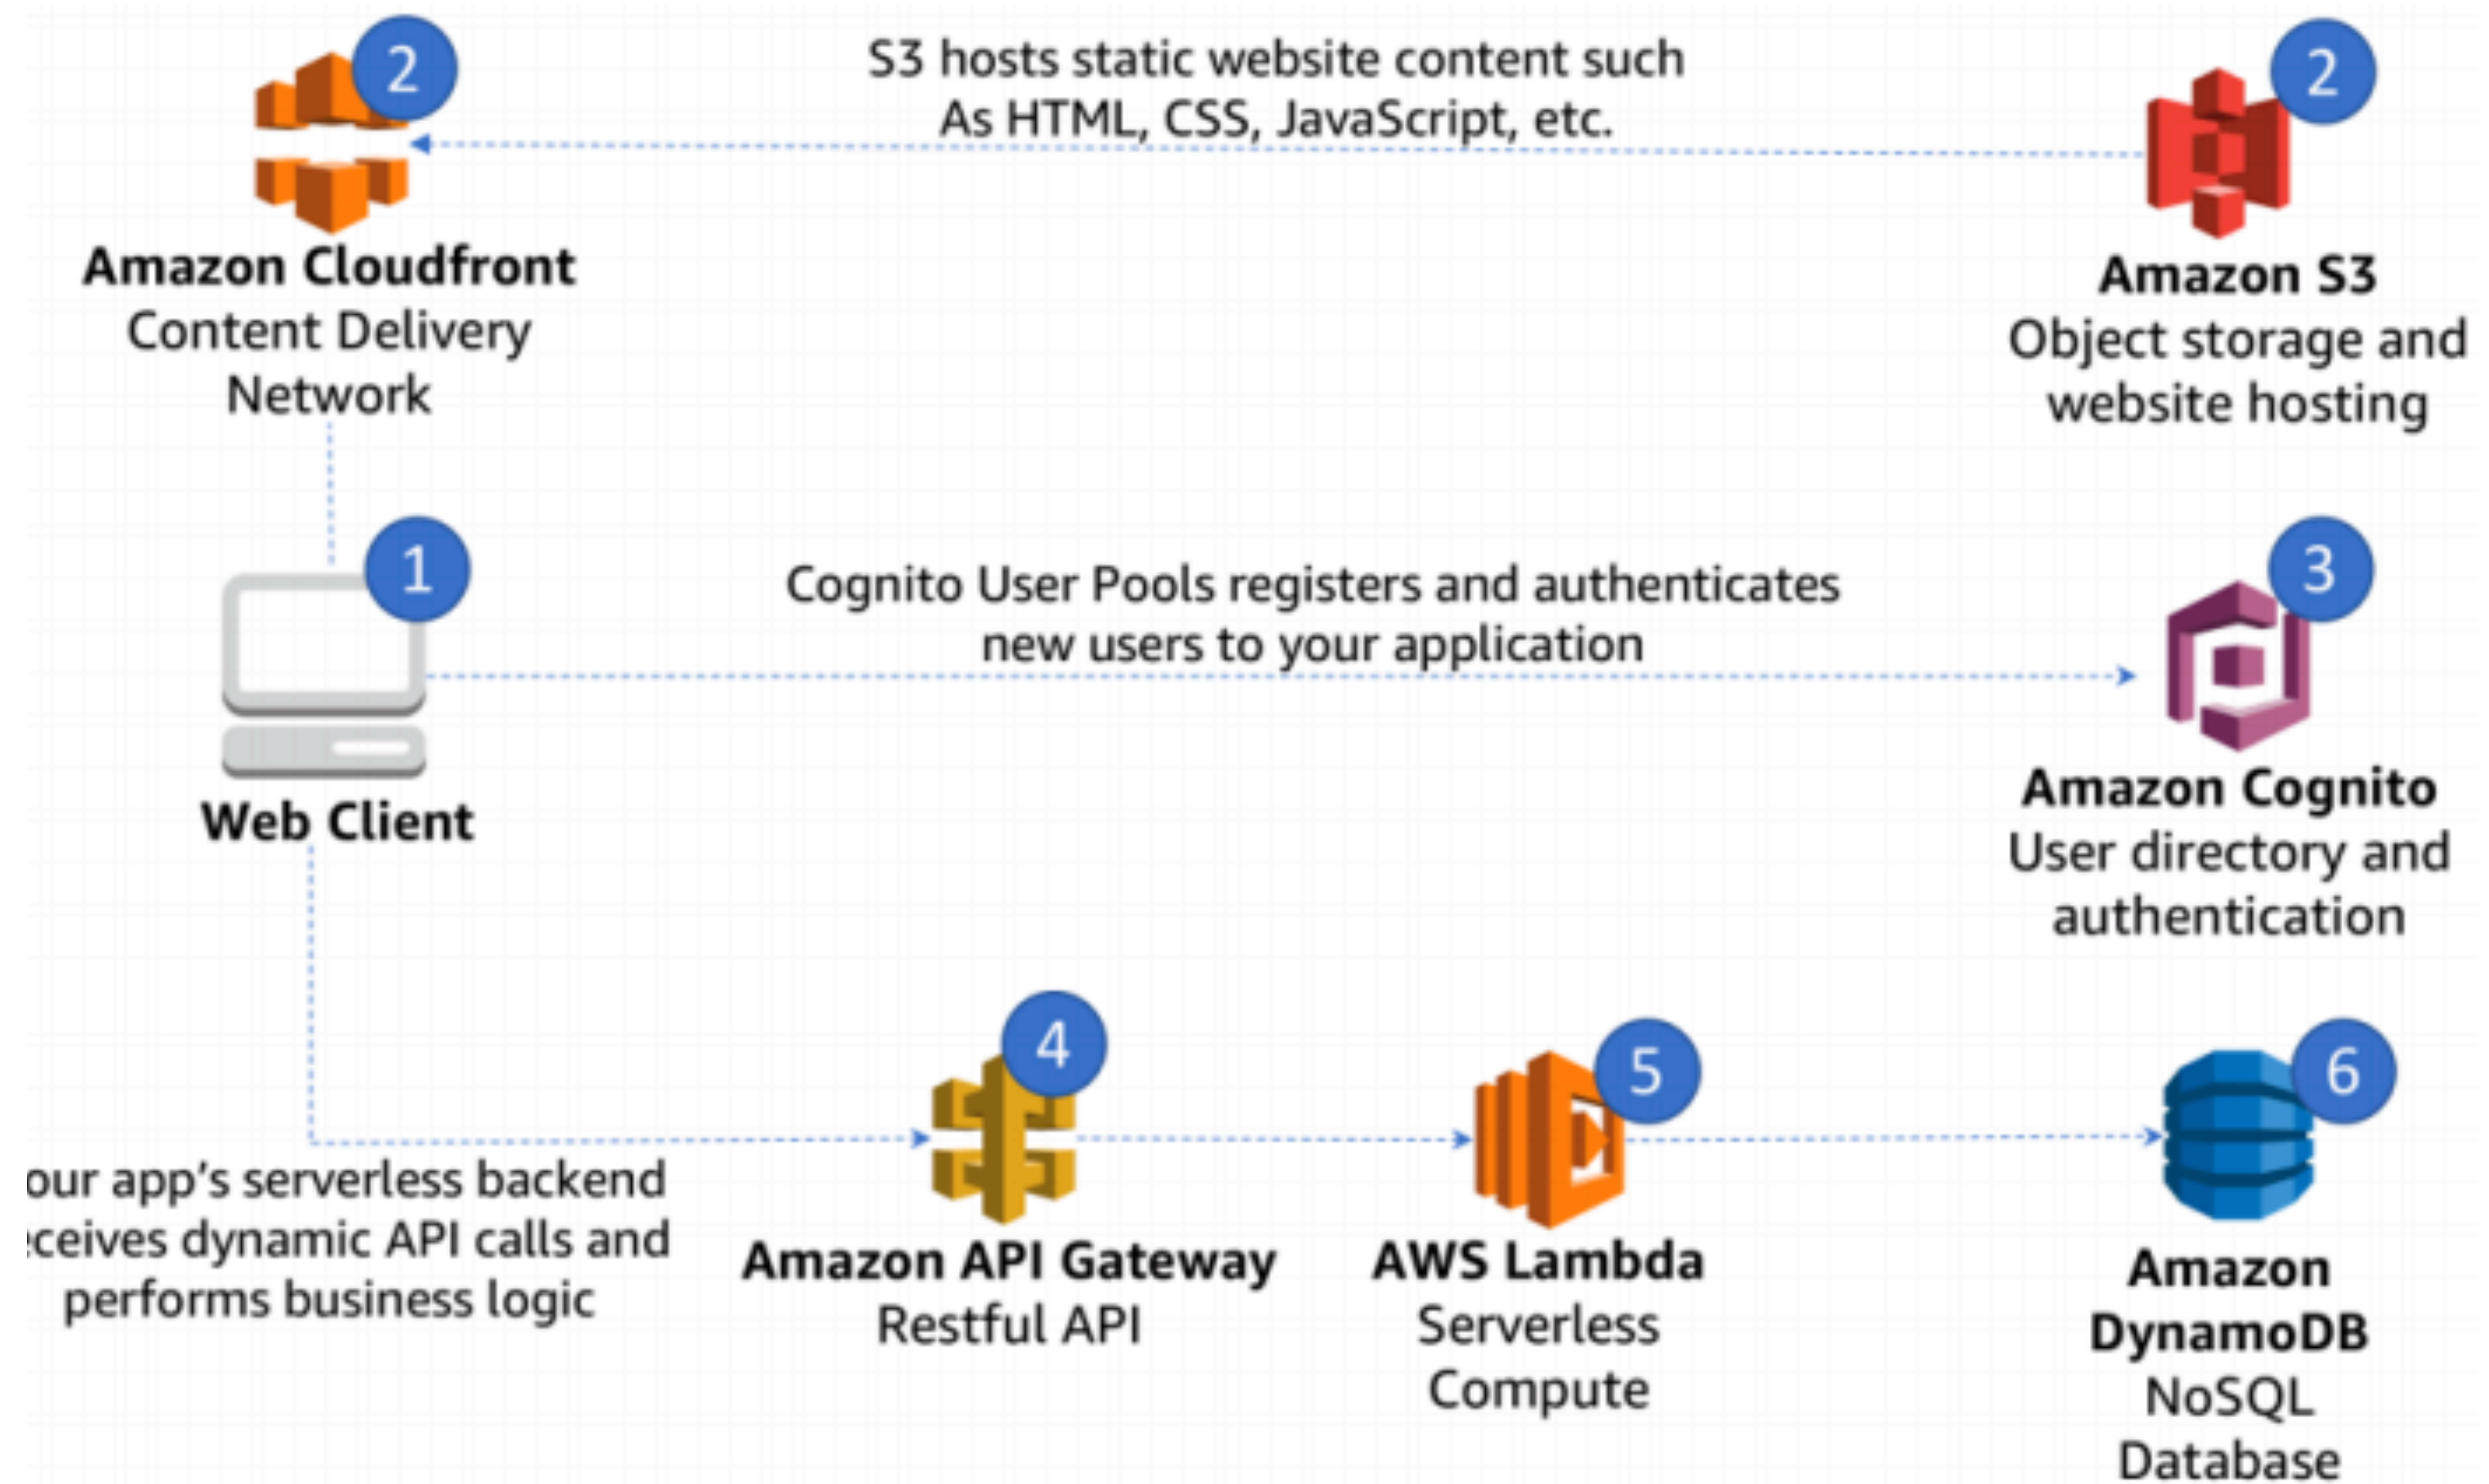 2
S3 hosts static website content such
As HTML, CSS, JavaScript, etc.
2
Amazon Cloudfront
Content Delivery
Network
Amazon S3
Object storage and
website hosting
1
Cognito User Pools registers and authenticates
new users to your application
3
Web Client
Amazon Cognito
User directory and
authentication
4
5
6
our app's serverless backend
eceives dynamic API calls and
performs business logic
Amazon API Gateway
Restful API
AWS Lambda
Serverless
Compute
Amazon
DynamoDB
NoSQL
Database